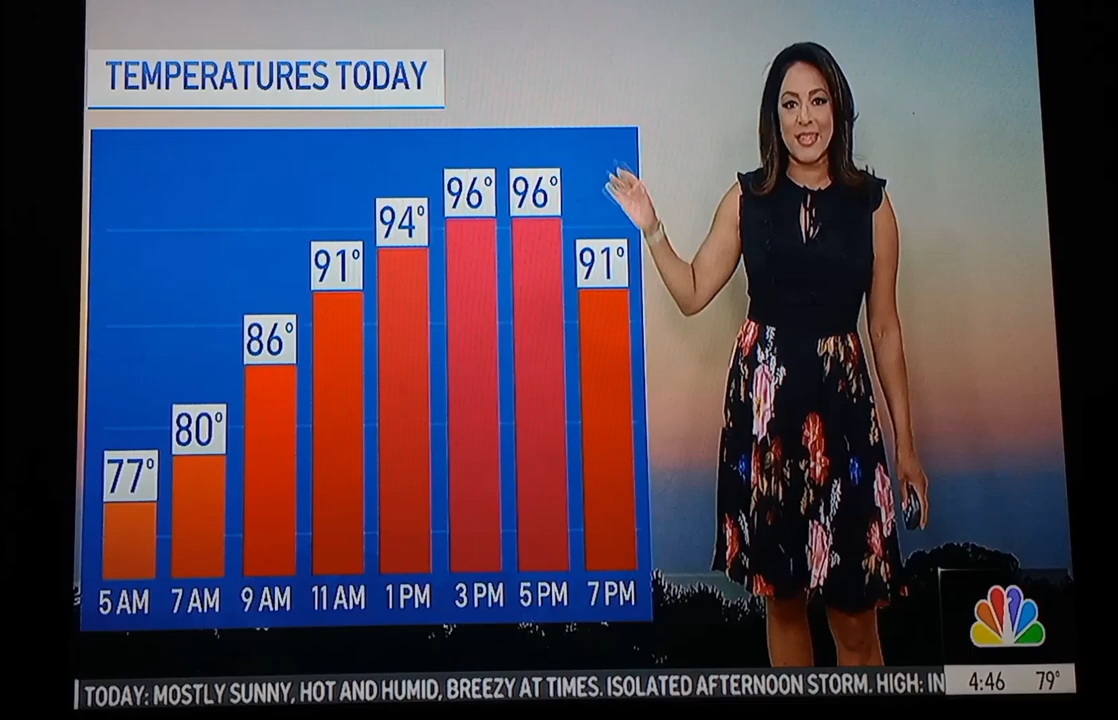 TEMPERATURES TODAY
96° 96°
94°
91° 91°
86°
80°
77°
5 AM 7 AM 9 AM 11 AM 1 PM 3 PM 5 PM 7 PM
TODAY: MOSTLY SUNNY, HOT AND HUMID, BREEZY AT TIMES. ISOLATED AFTERNOON STORM. HIGH: IN
4:46 79°